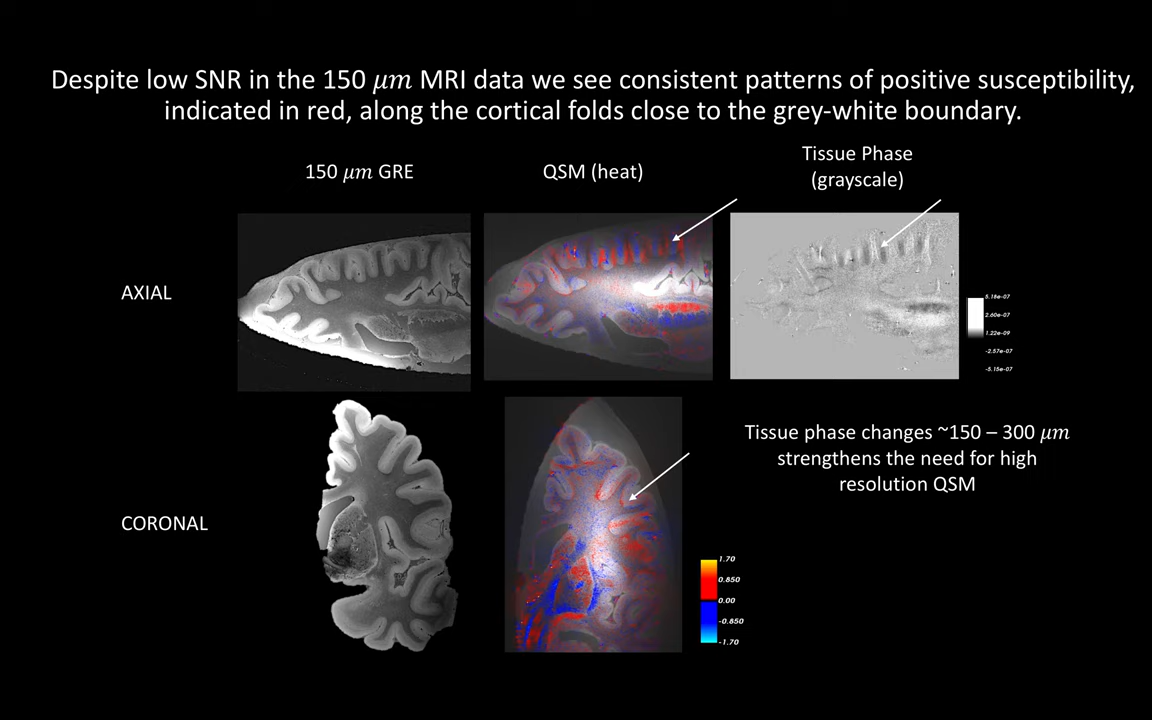 Despite low SNR in the 150 𝜇𝑚 MRI data we see consistent patterns of positive susceptibility,
indicated in red, along the cortical folds close to the grey-white boundary.
150 𝜇𝑚 GRE
QSM (heat)
Tissue Phase
(grayscale)
AXIAL
5.18e-07
2.60e-07
1.22e-09
-2.57e-07
-5.15e-07
Tissue phase changes ~150 – 300 𝜇𝑚
strengthens the need for high
resolution QSM
CORONAL
1.70
0.850
0.00
-0.850
-1.70